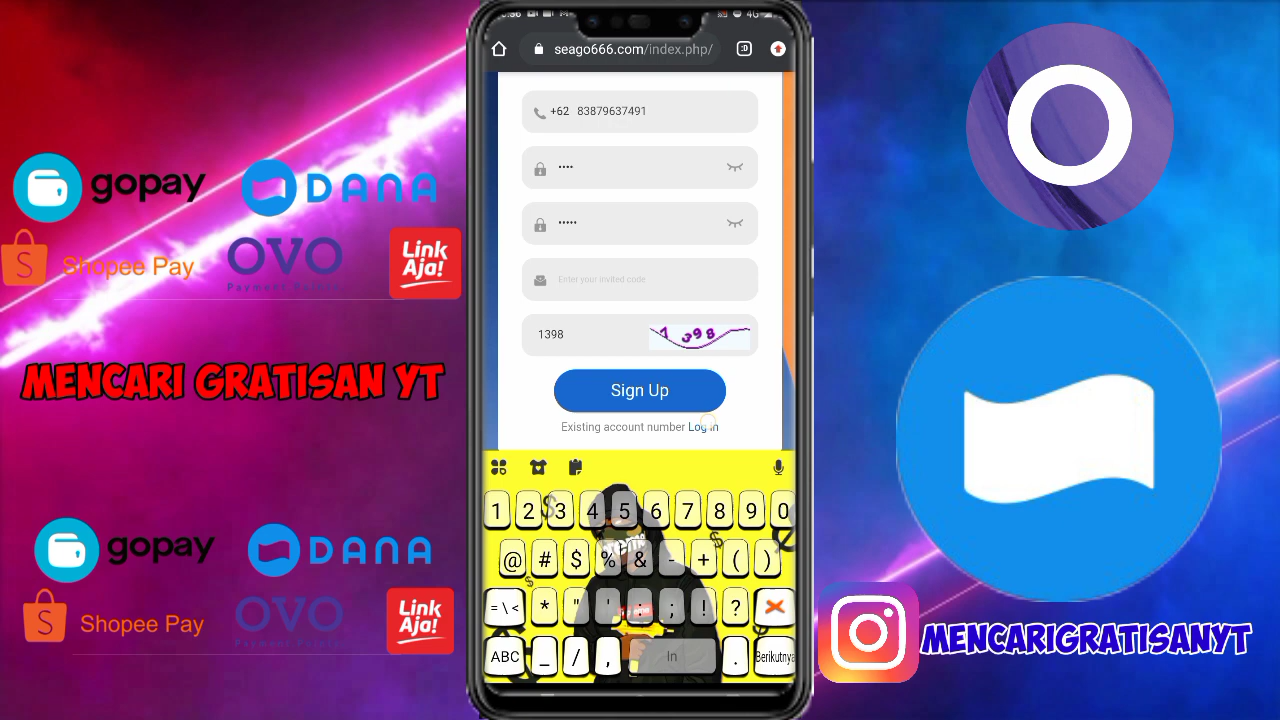 gopay
DANA
Shopee Pay
OVO
Link
Aja!
MENCARI GRATISAN YT
gopay
DANA
Shopee Pay
OVO
Link
Aja!
4G
seago666.com/index.php/
:D
+62 83879637491
••••
•••••
Enter your invited code
1398
1398
Sign Up
Existing account number Log in
1 2 3 4 5 6 7 8 9 0
@ # $ % & - + ( )
= \ < * " ' : ; ! ?
ABC _ / , In . Berikutnya
MENCARIGRATISANYT